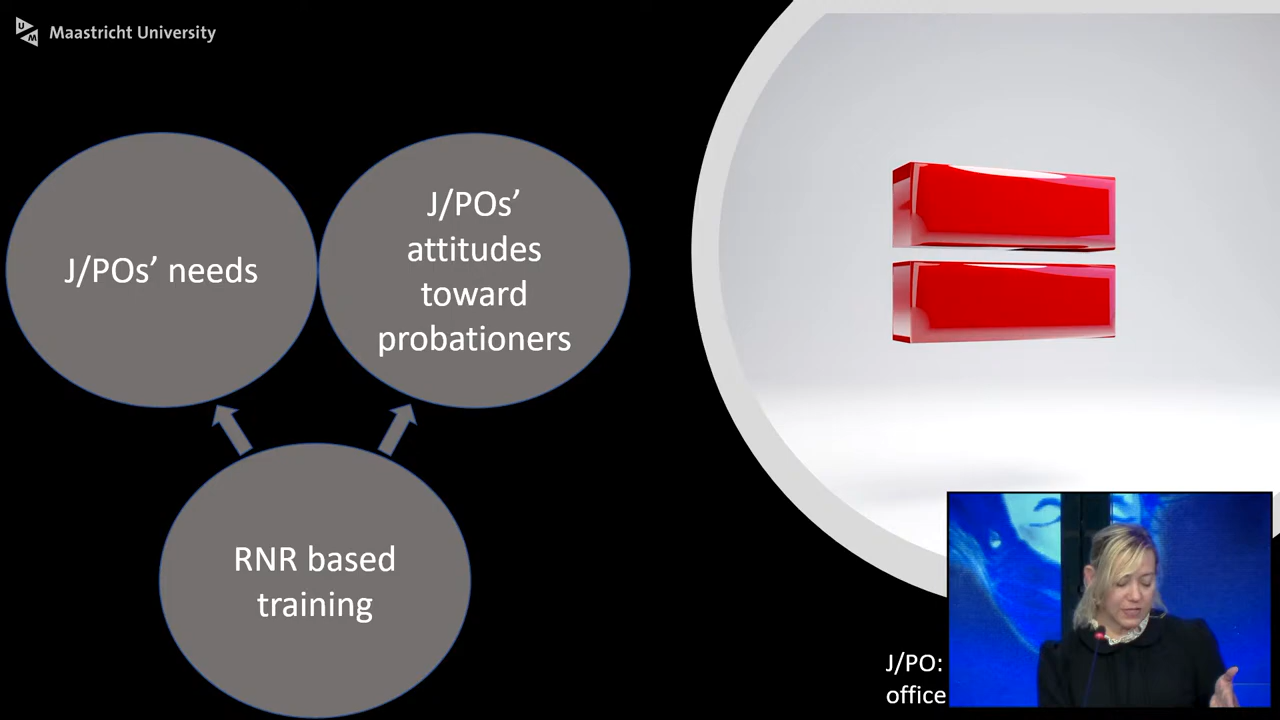 Maastricht University
J/POs’ needs
J/POs’
attitudes
toward
probationers
RNR based
training
J/PO:
office